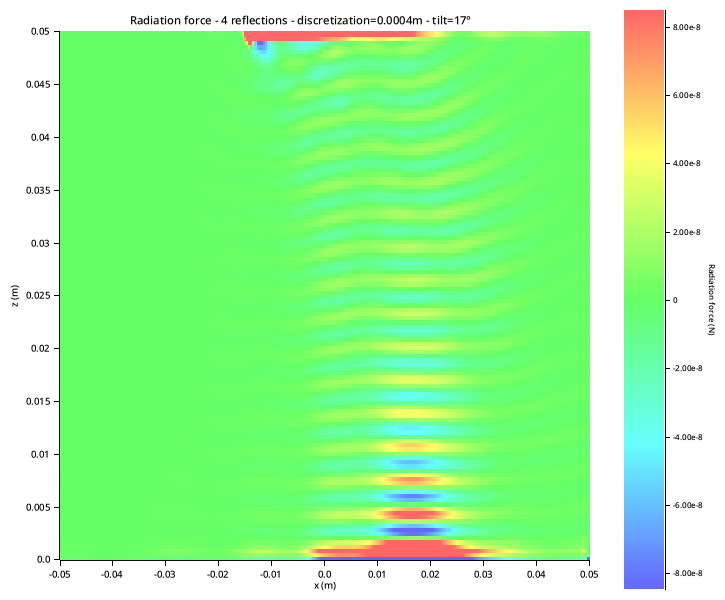 Radiation force - 4 reflections - discretization=0.0004m - tilt=17º
0.05
0.045
0.04
0.035
0.03
0.025
0.02
0.015
0.01
0.005
0.0
z (m)
-0.05
-0.04
-0.03
-0.02
-0.01
0.0
0.01
0.02
0.03
0.04
0.05
x (m)
8.00e-8
6.00e-8
4.00e-8
2.00e-8
0
-2.00e-8
-4.00e-8
-6.00e-8
-8.00e-8
Radiation force (N)